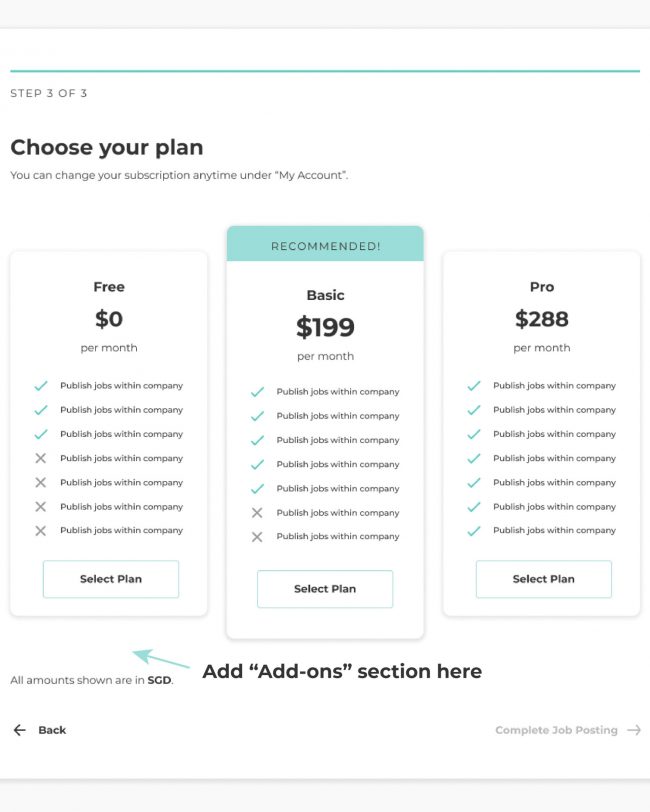 STEP 3 OF 3
Choose your plan
You can change your subscription anytime under “My Account”.
Free
$0
per month
Publish jobs within company
Publish jobs within company
Publish jobs within company
Publish jobs within company
Publish jobs within company
Publish jobs within company
Publish jobs within company
Select Plan
RECOMMENDED!
Basic
$199
per month
Publish jobs within company
Publish jobs within company
Publish jobs within company
Publish jobs within company
Publish jobs within company
Publish jobs within company
Publish jobs within company
Select Plan
Pro
$288
per month
Publish jobs within company
Publish jobs within company
Publish jobs within company
Publish jobs within company
Publish jobs within company
Publish jobs within company
Publish jobs within company
Select Plan
Add “Add-ons” section here
All amounts shown are in SGD.
Back
Complete Job Posting